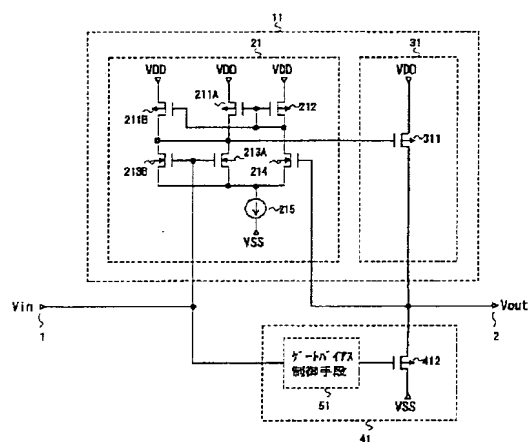 11
21
31
VDD
VDD
VDD
VDD
211A
212
211B
311
213A
213B
214
215
VSS
Vin
1
Vout
2
ゲートバイアス
制御手段
51
412
VSS
41